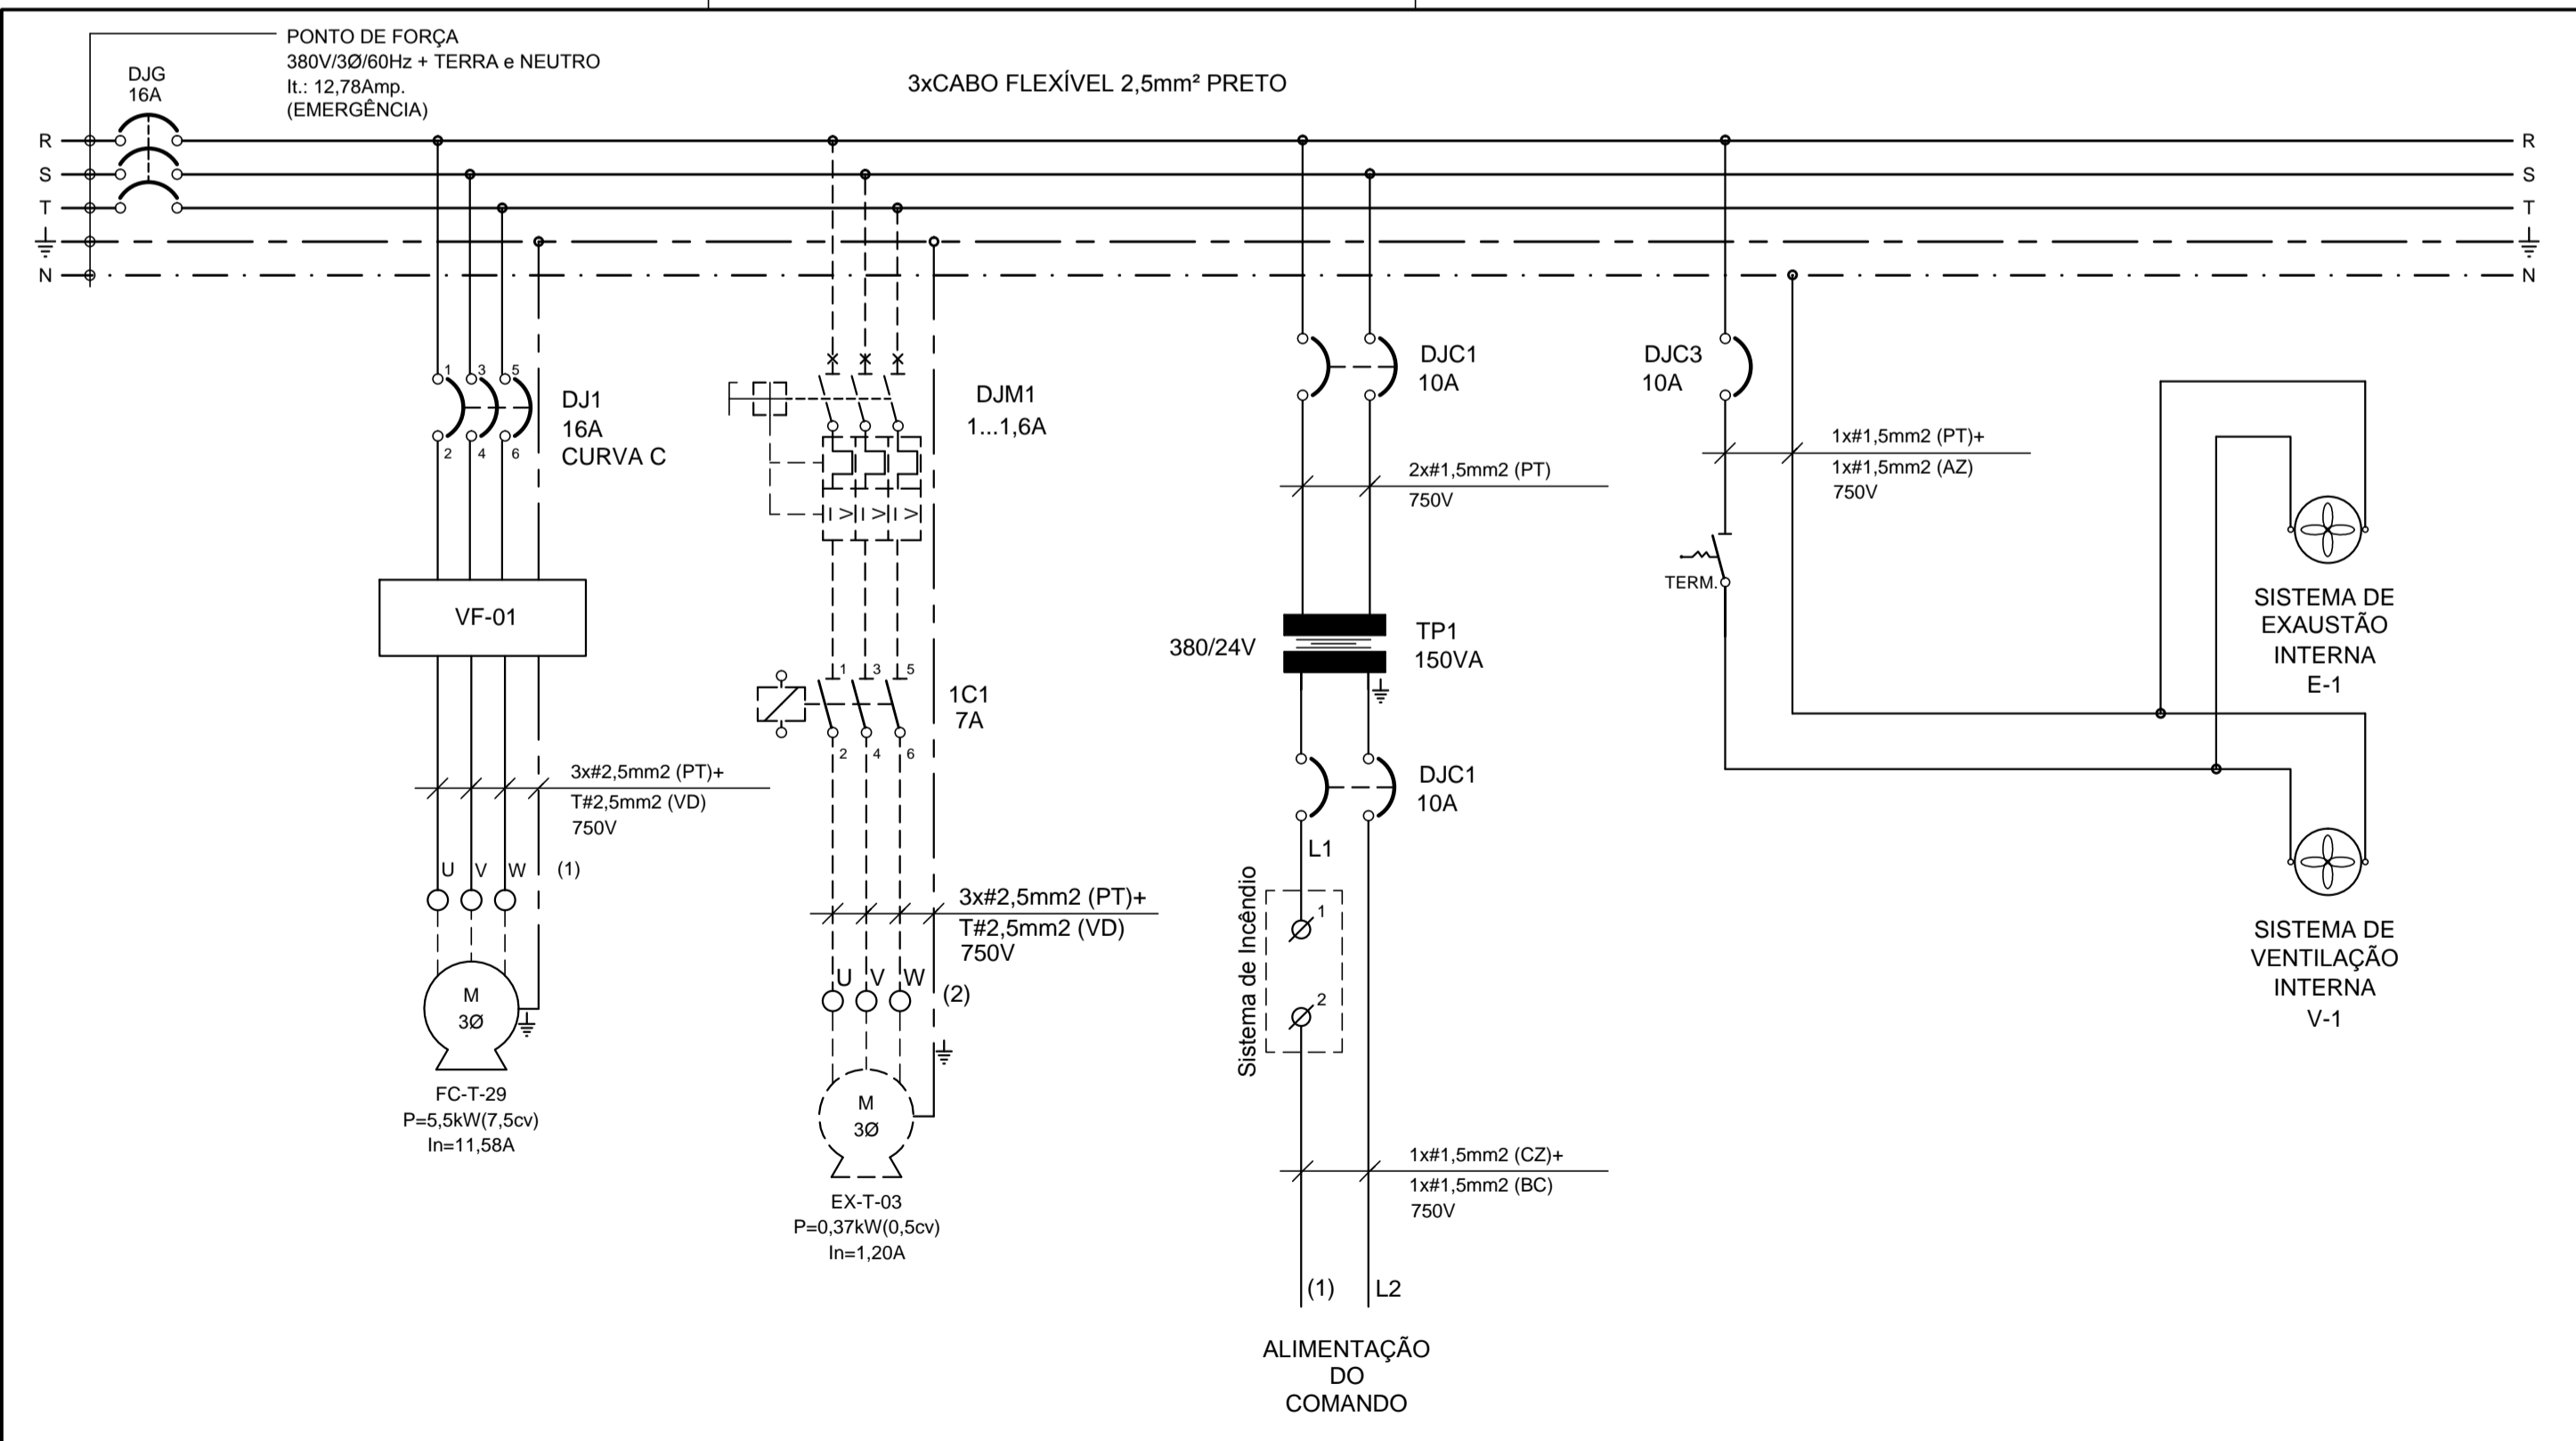 PONTO DE FORÇA
380V/3Ø/60Hz + TERRA e NEUTRO
It.: 12,78Amp.
(EMERGÊNCIA)
DJG
16A
3xCABO FLEXÍVEL 2,5mm² PRETO
R
R
S
S
T
T
N
N
1
3
5
2
4
6
DJ1
16A
CURVA C
VF-01
3x#2,5mm2 (PT)+
T#2,5mm2 (VD)
750V
U
V
W
(1)
M
3Ø
FC-T-29
P=5,5kW(7,5cv)
In=11,58A
DJM1
1...1,6A
I >
I >
I >
1
3
5
2
4
6
1C1
7A
3x#2,5mm2 (PT)+
T#2,5mm2 (VD)
750V
U
V
W
(2)
M
3Ø
EX-T-03
P=0,37kW(0,5cv)
In=1,20A
DJC1
10A
2x#1,5mm2 (PT)
750V
380/24V
TP1
150VA
DJC1
10A
L1
Sistema de Incêndio
1
2
1x#1,5mm2 (CZ)+
1x#1,5mm2 (BC)
750V
(1)
L2
ALIMENTAÇÃO
DO
COMANDO
DJC3
10A
1x#1,5mm2 (PT)+
1x#1,5mm2 (AZ)
750V
TERM.
SISTEMA DE
EXAUSTÃO
INTERNA
E-1
SISTEMA DE
VENTILAÇÃO
INTERNA
V-1